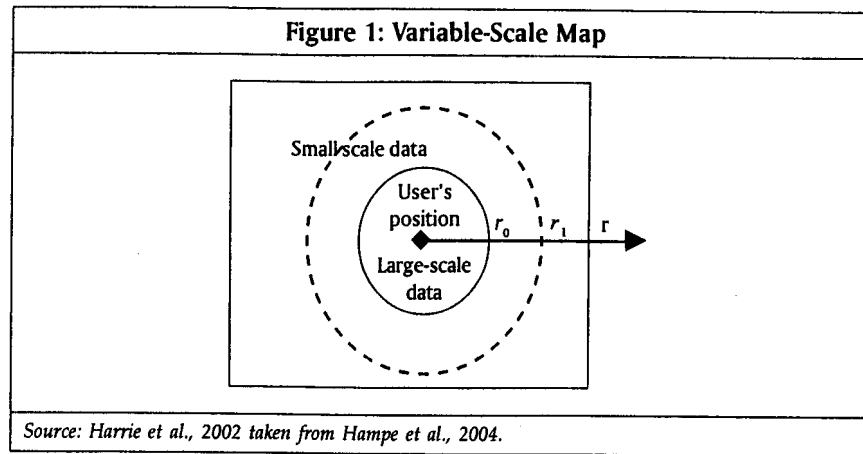 Figure 1: Variable-Scale Map
Small scale data
User's
position
r₀ r₁ r
Large-scale
data
Source: Harrie et al., 2002 taken from Hampe et al., 2004.